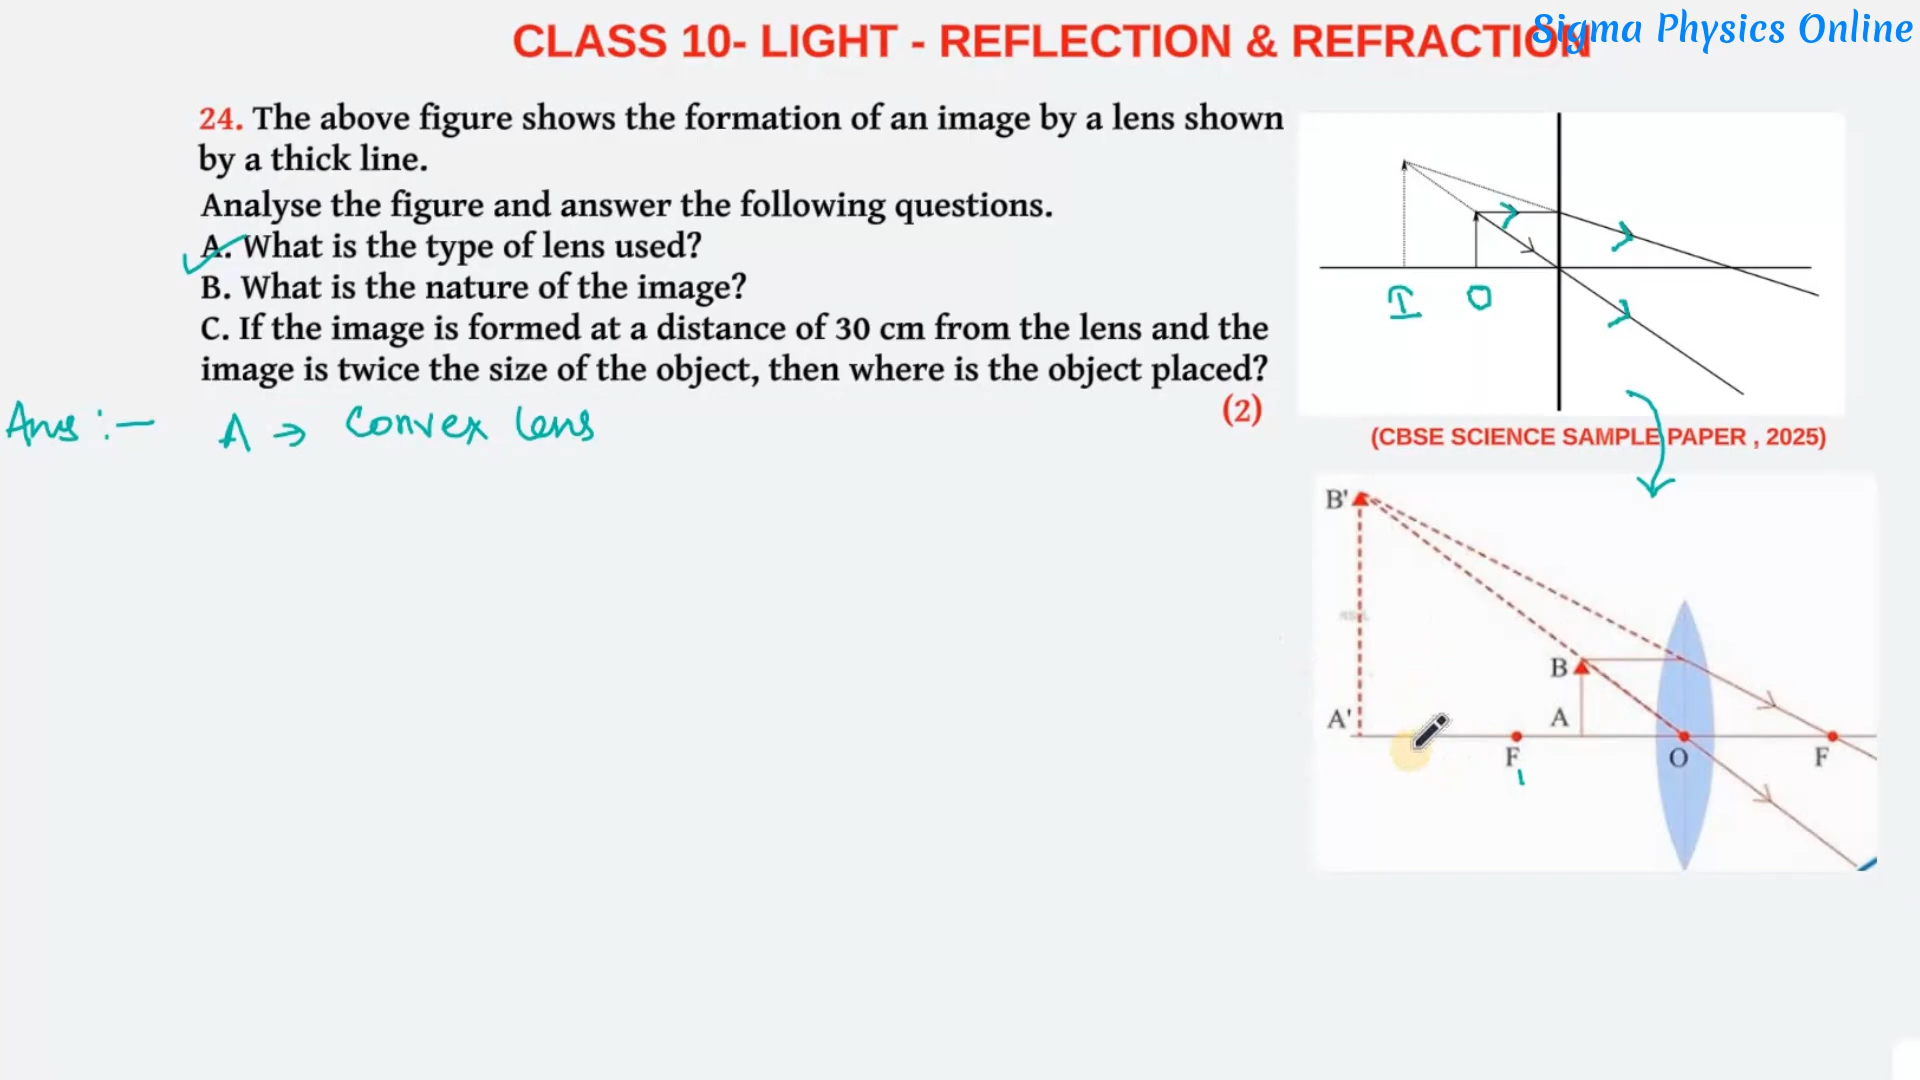 CLASS 10- LIGHT - REFLECTION & REFRACTION
Sigma Physics Online
24. The above figure shows the formation of an image by a lens shown
by a thick line.
Analyse the figure and answer the following questions.
A. What is the type of lens used?
B. What is the nature of the image?
C. If the image is formed at a distance of 30 cm from the lens and the
image is twice the size of the object, then where is the object placed?
(2)
Ans :- A → Convex lens
I O
(CBSE SCIENCE SAMPLE PAPER , 2025)
B'
B
A' A
F1 O F